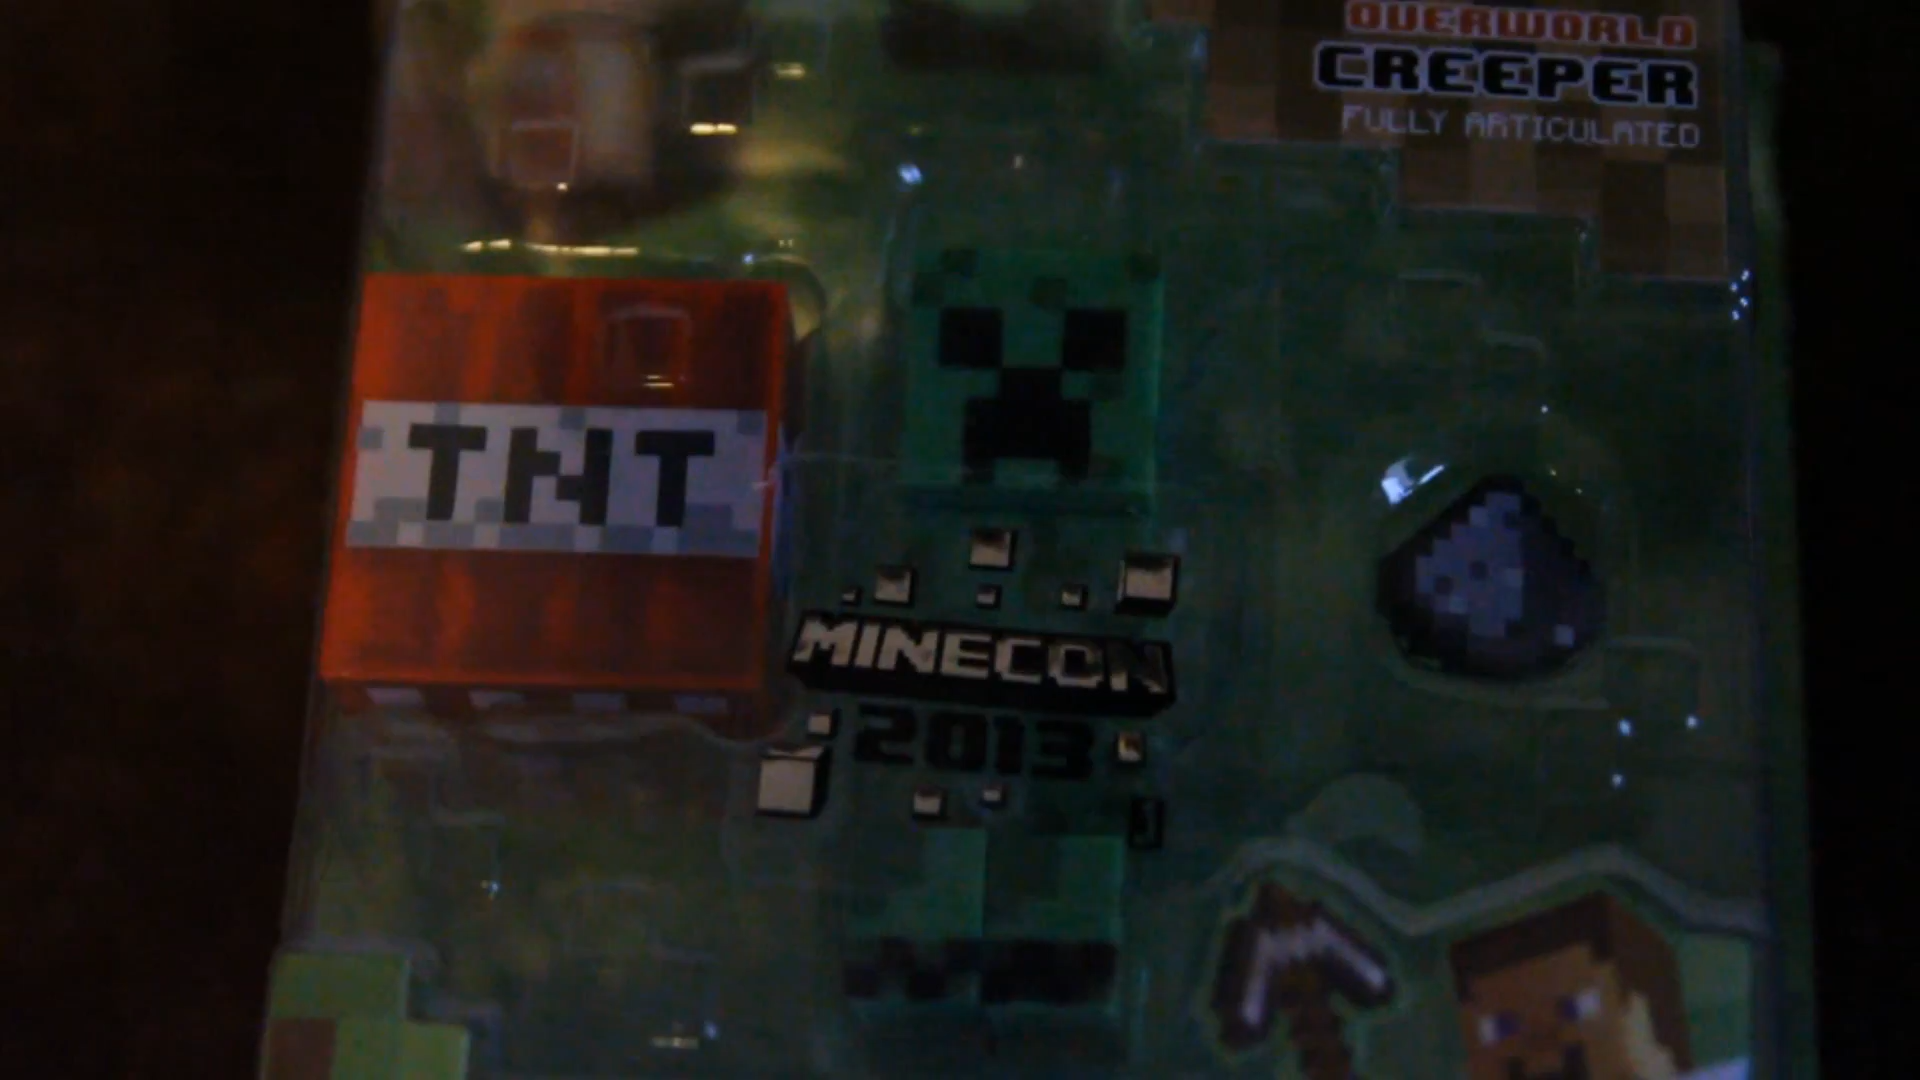 OVERWORLD
CREEPER
FULLY ARTICULATED
TNT
MINECON
2013